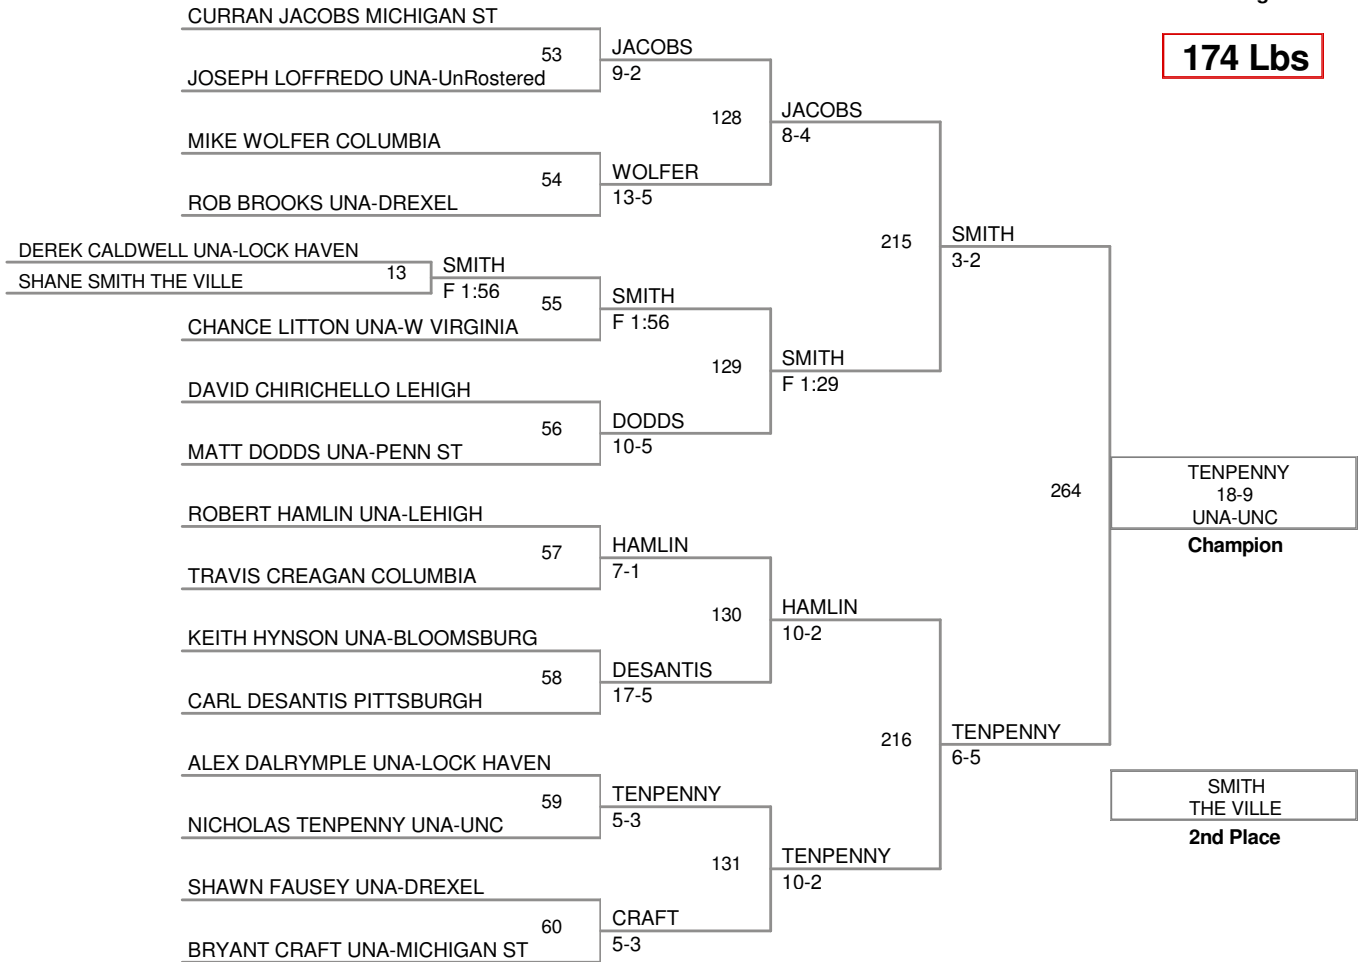 174 Lbs
CURRAN JACOBS MICHIGAN ST
53
JOSEPH LOFFREDO UNA-UnRostered
JACOBS
9-2
128
MIKE WOLFER COLUMBIA
54
ROB BROOKS UNA-DREXEL
WOLFER
13-5
JACOBS
8-4
215
DEREK CALDWELL UNA-LOCK HAVEN
13
SHANE SMITH THE VILLE
SMITH
F 1:56
55
CHANCE LITTON UNA-W VIRGINIA
SMITH
F 1:56
129
DAVID CHIRICHELLO LEHIGH
56
MATT DODDS UNA-PENN ST
DODDS
10-5
SMITH
F 1:29
SMITH
3-2
264
ROBERT HAMLIN UNA-LEHIGH
57
TRAVIS CREAGAN COLUMBIA
HAMLIN
7-1
130
KEITH HYNSON UNA-BLOOMSBURG
58
CARL DESANTIS PITTSBURGH
DESANTIS
17-5
HAMLIN
10-2
216
ALEX DALRYMPLE UNA-LOCK HAVEN
59
NICHOLAS TENPENNY UNA-UNC
TENPENNY
5-3
131
SHAWN FAUSEY UNA-DREXEL
60
BRYANT CRAFT UNA-MICHIGAN ST
CRAFT
5-3
TENPENNY
10-2
TENPENNY
6-5
TENPENNY
18-9
UNA-UNC
Champion
SMITH
THE VILLE
2nd Place